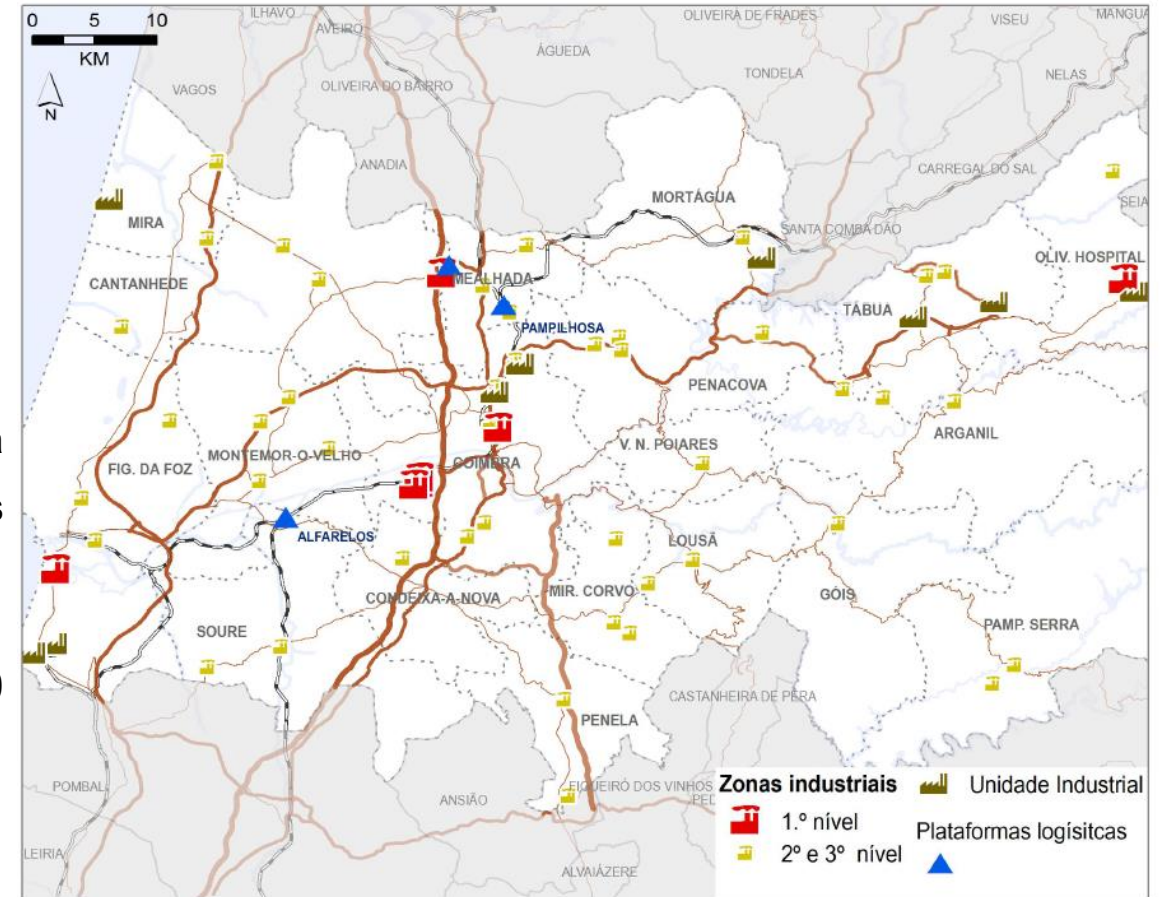 0 5 10
KM
N
ÍLHAVO
AVEIRO
OLIVEIRA DE FRADES
VISEU
MANGUA
ÁGUEDA
TONDELA
NELAS
VAGOS
OLIVEIRA DO BAIRRO
ANADIA
CARREGAL DO SAL
MORTÁGUA
SEIA
MIRA
SANTA COMBA DÃO
OLIV. HOSPITAL
CANTANHEDE
MEALHADA
TÁBUA
PAMPILHOSA
PENACOVA
ARGANIL
a
V. N. POIARES
MONTEMOR-O-VELHO
COIMBRA
FIG. DA FOZ
s
ALFARELOS
LOUSÃ
MIR. CORVO
GÓIS
CONDEIXA-A-NOVA
SOURE
PAMP. SERRA
)
CASTANHEIRA DE PÊRA
PENELA
POMBAL
ANSIÃO
FIGUEIRÓ DOS VINHOS
PED
LEIRIA
ALVAIÁZERE
Zonas industriais
1.º nível
2º e 3º nível
Unidade Industrial
Plataformas logísitcas